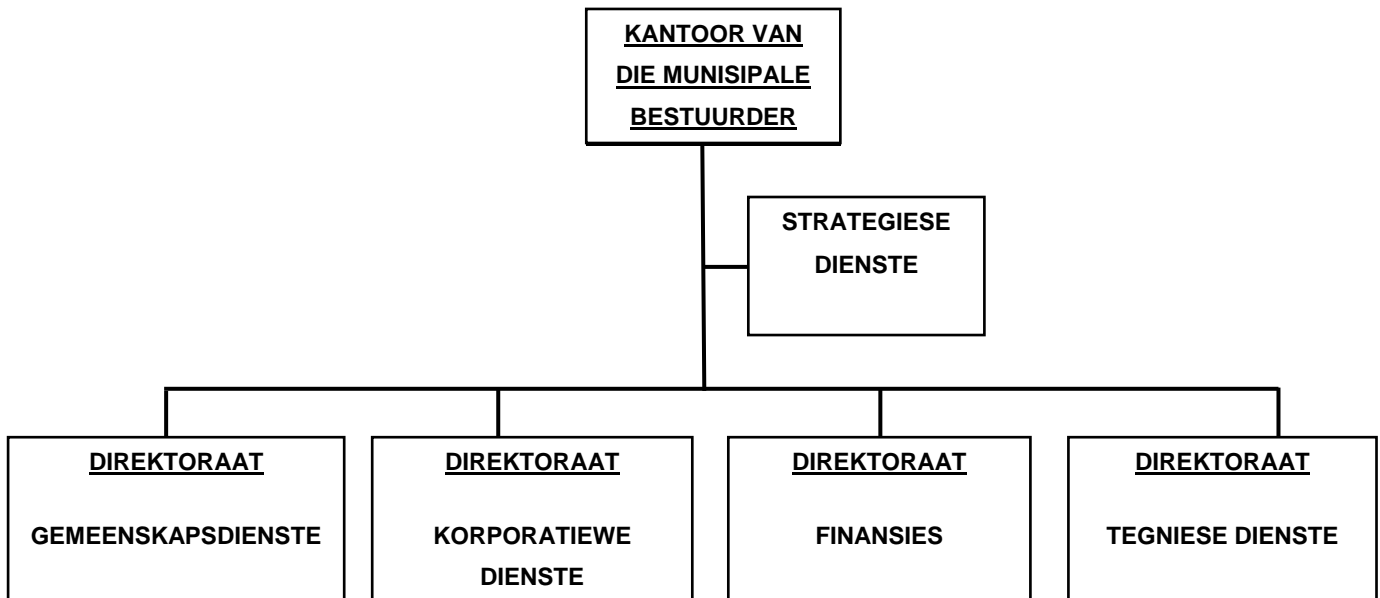 KANTOOR VAN
DIE MUNISIPALE
BESTUURDER
STRATEGIESE
DIENSTE
DIREKTORAAT
GEMEENSKAPSDIENSTE
DIREKTORAAT
KORPORATIEWE
DIENSTE
DIREKTORAAT
FINANSIES
DIREKTORAAT
TEGNIESE DIENSTE